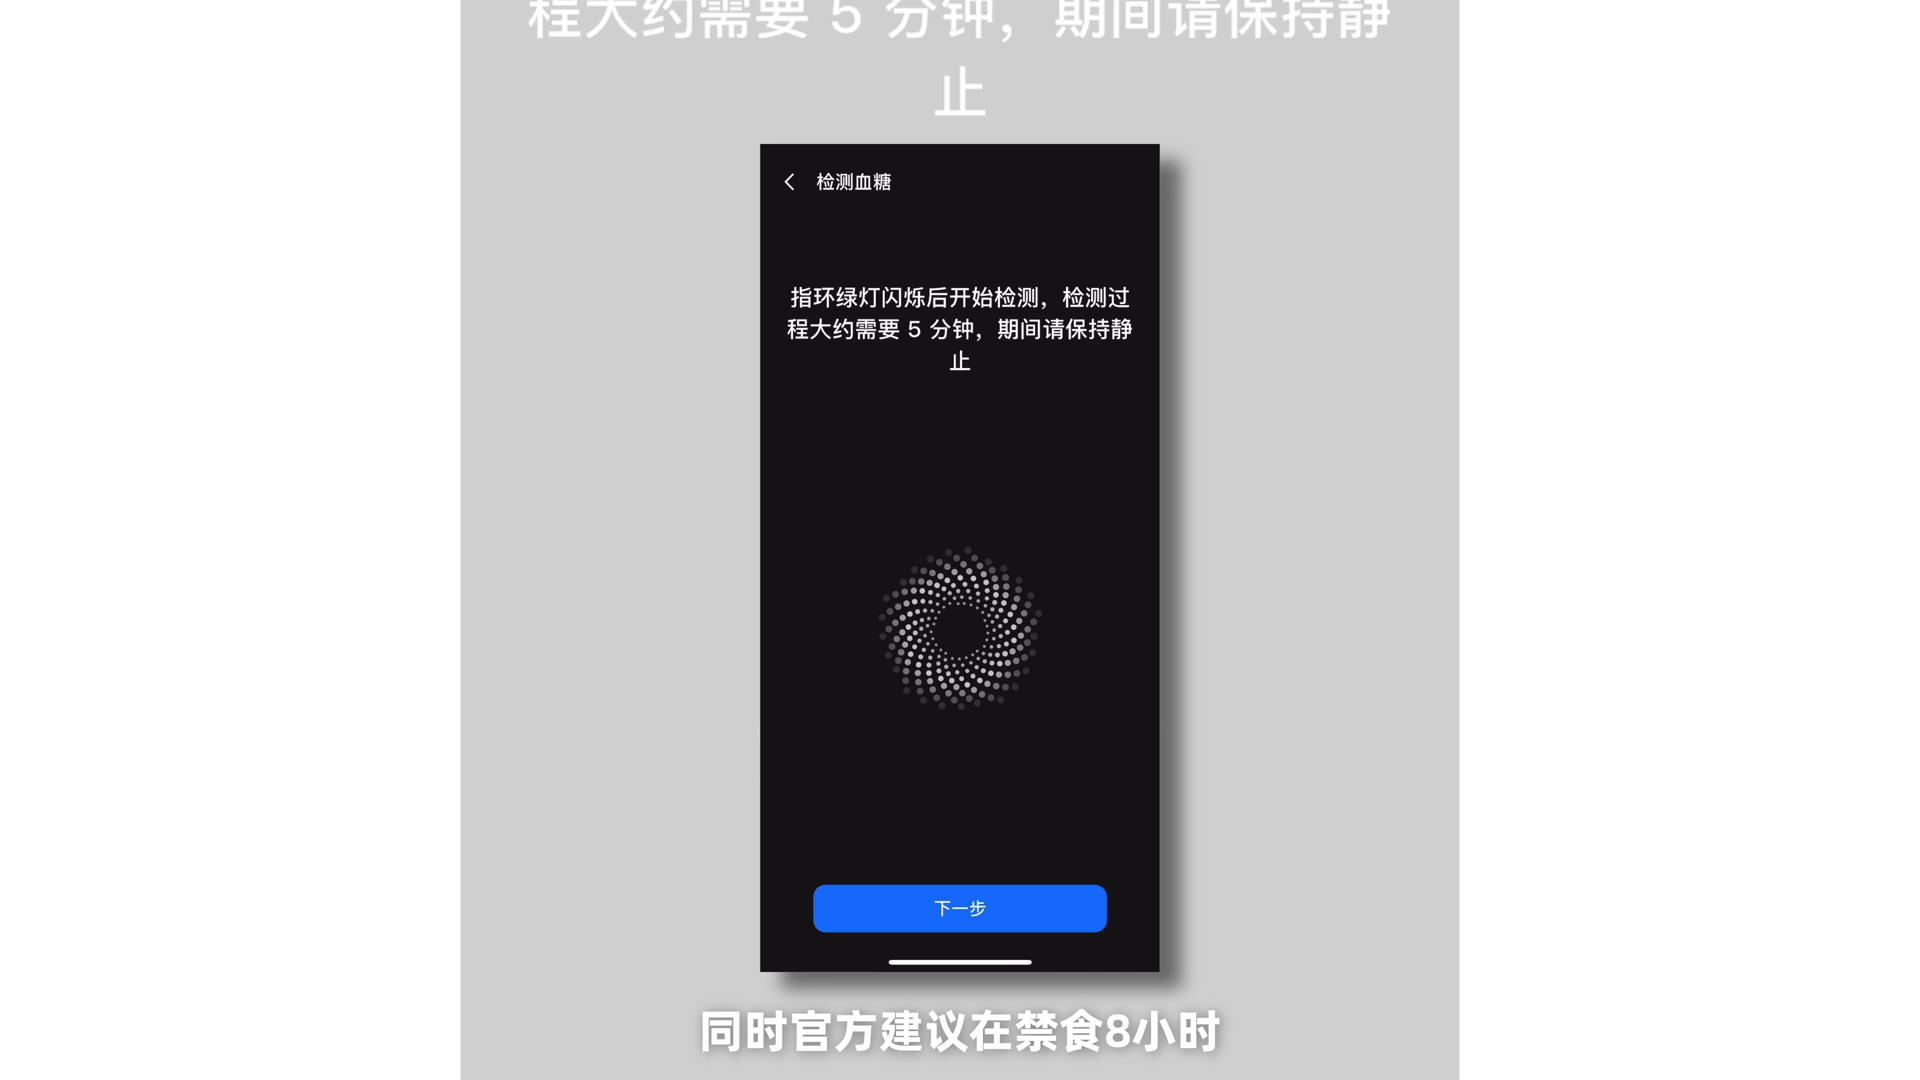 程大约需要 5 分钟，期间请保持静
止
检测血糖
指环绿灯闪烁后开始检测，检测过
程大约需要 5 分钟，期间请保持静
止
下一步
同时官方建议在禁食8小时